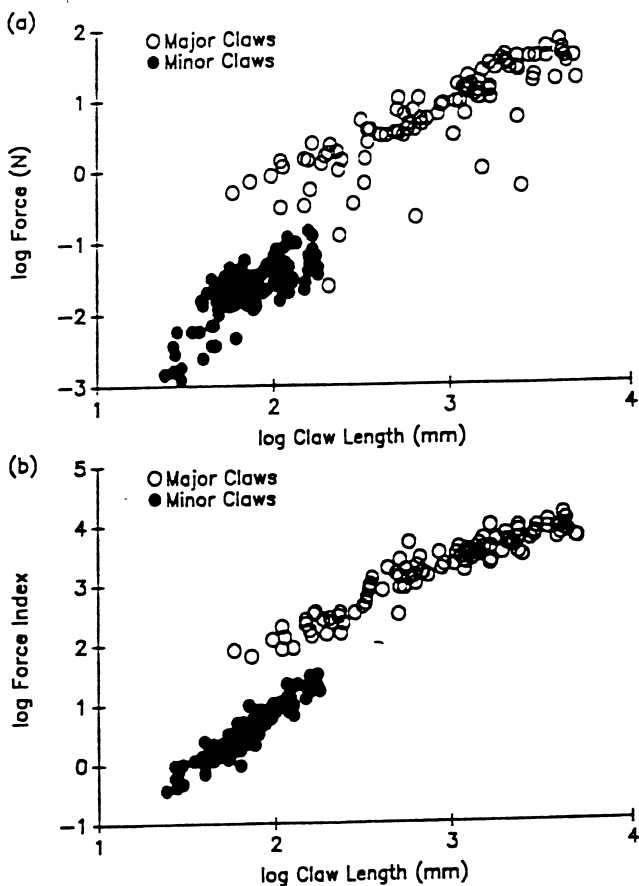 (a)
2
1
0
−1
−2
−3
log Force (N)
Major Claws
Minor Claws
1
2
3
4
log Claw Length (mm)
(b)
5
4
3
2
1
0
−1
log Force Index
Major Claws
Minor Claws
1
2
3
4
log Claw Length (mm)